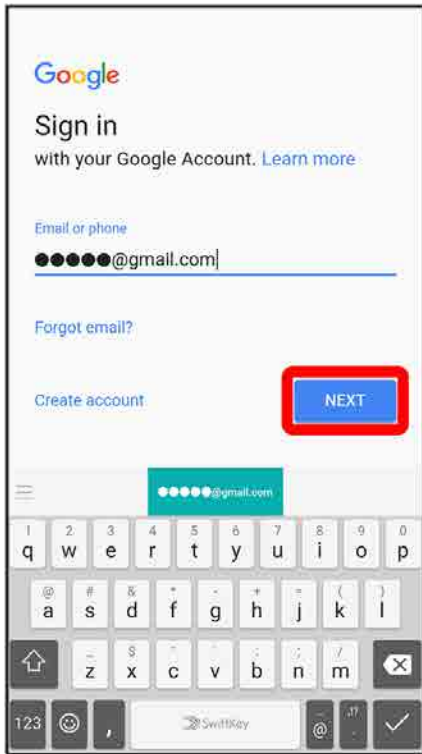 Google
Sign in
with your Google Account. Learn more
Email or phone
●●●●●@gmail.com
Forgot email?
Create account
NEXT
●●●●●@gmail.com
1 2 3 4 5 6 7 8 9 0
q w e r t y u i o p
@ # & * - + = ( )
a s d f g h j k l
_ $ " ' : ; /
z x c v b n m
123 , SwiftKey @ ,!? .